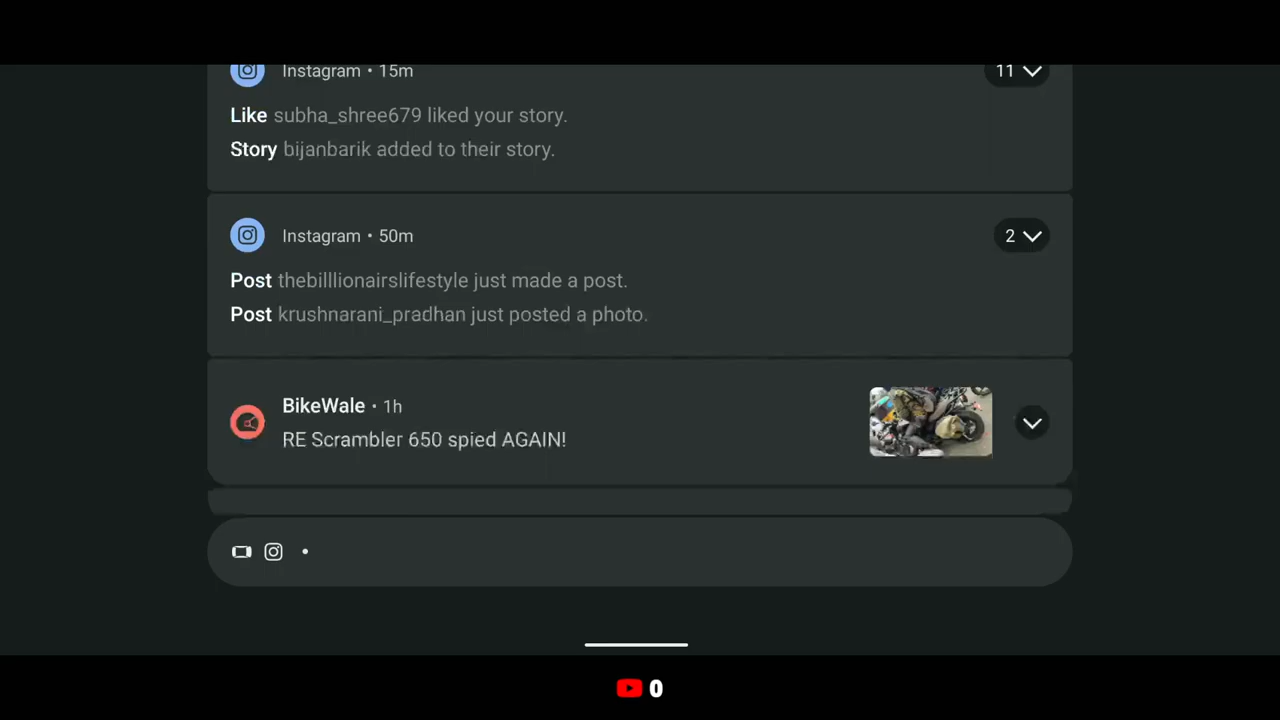 Instagram • 15m
11
Like subha_shree679 liked your story.
Story bijanbarik added to their story.
Instagram • 50m
2
Post thebilllionairslifestyle just made a post.
Post krushnarani_pradhan just posted a photo.
BikeWale • 1h
RE Scrambler 650 spied AGAIN!
0